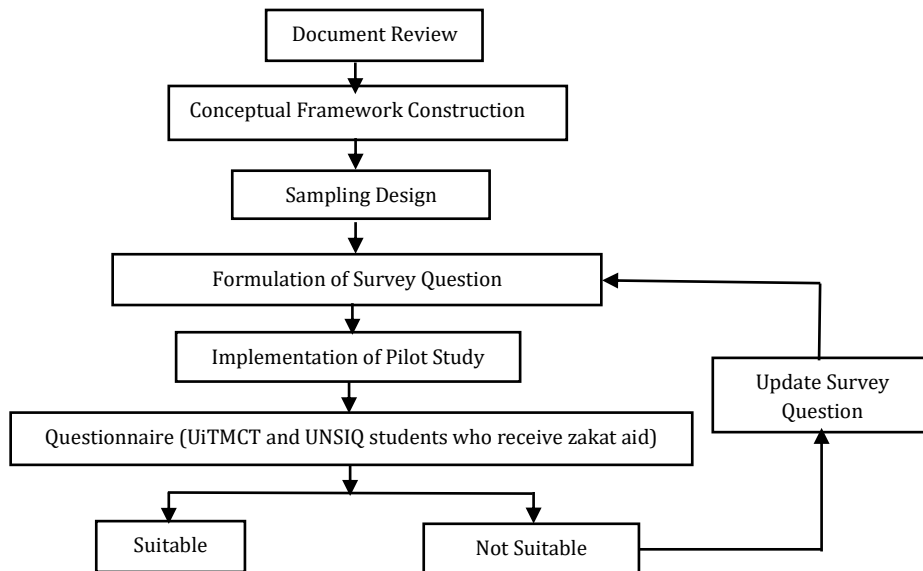 Document Review
Conceptual Framework Construction
Sampling Design
Formulation of Survey Question
Implementation of Pilot Study
Update Survey
Question
Questionnaire (UiTMCT and UNSIQ students who receive zakat aid)
Suitable
Not Suitable